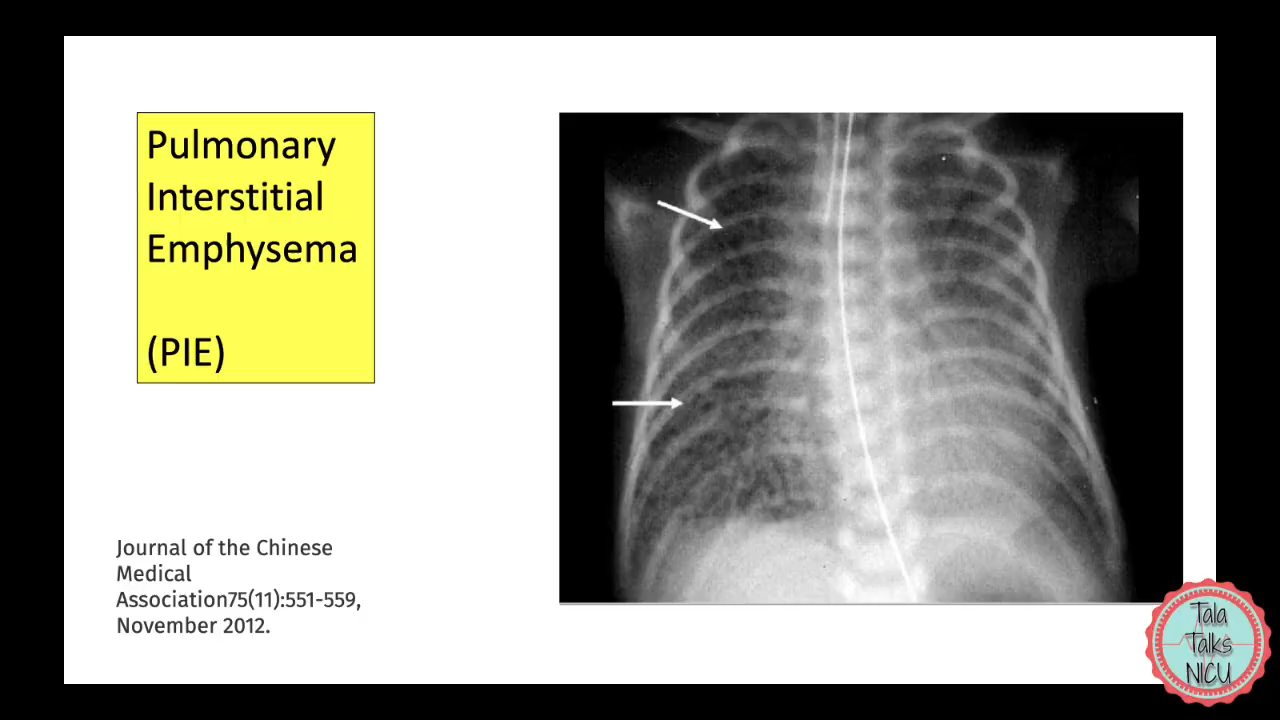 Pulmonary
Interstitial
Emphysema
(PIE)
Journal of the Chinese
Medical
Association75(11):551-559,
November 2012.
Tala
Talks
NICU